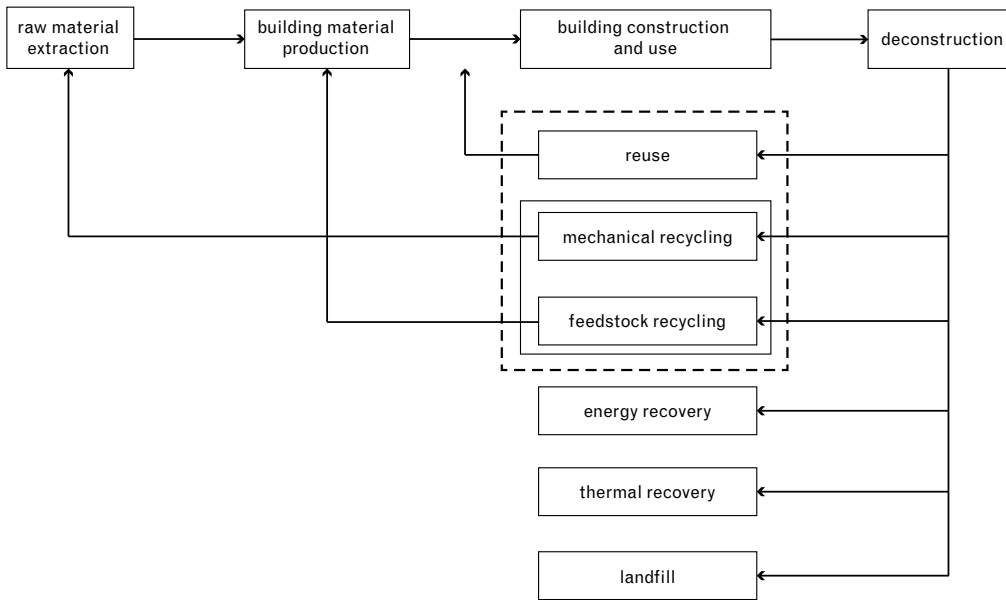 raw material
extraction
building material
production
building construction
and use
deconstruction
reuse
mechanical recycling
feedstock recycling
energy recovery
thermal recovery
landfill